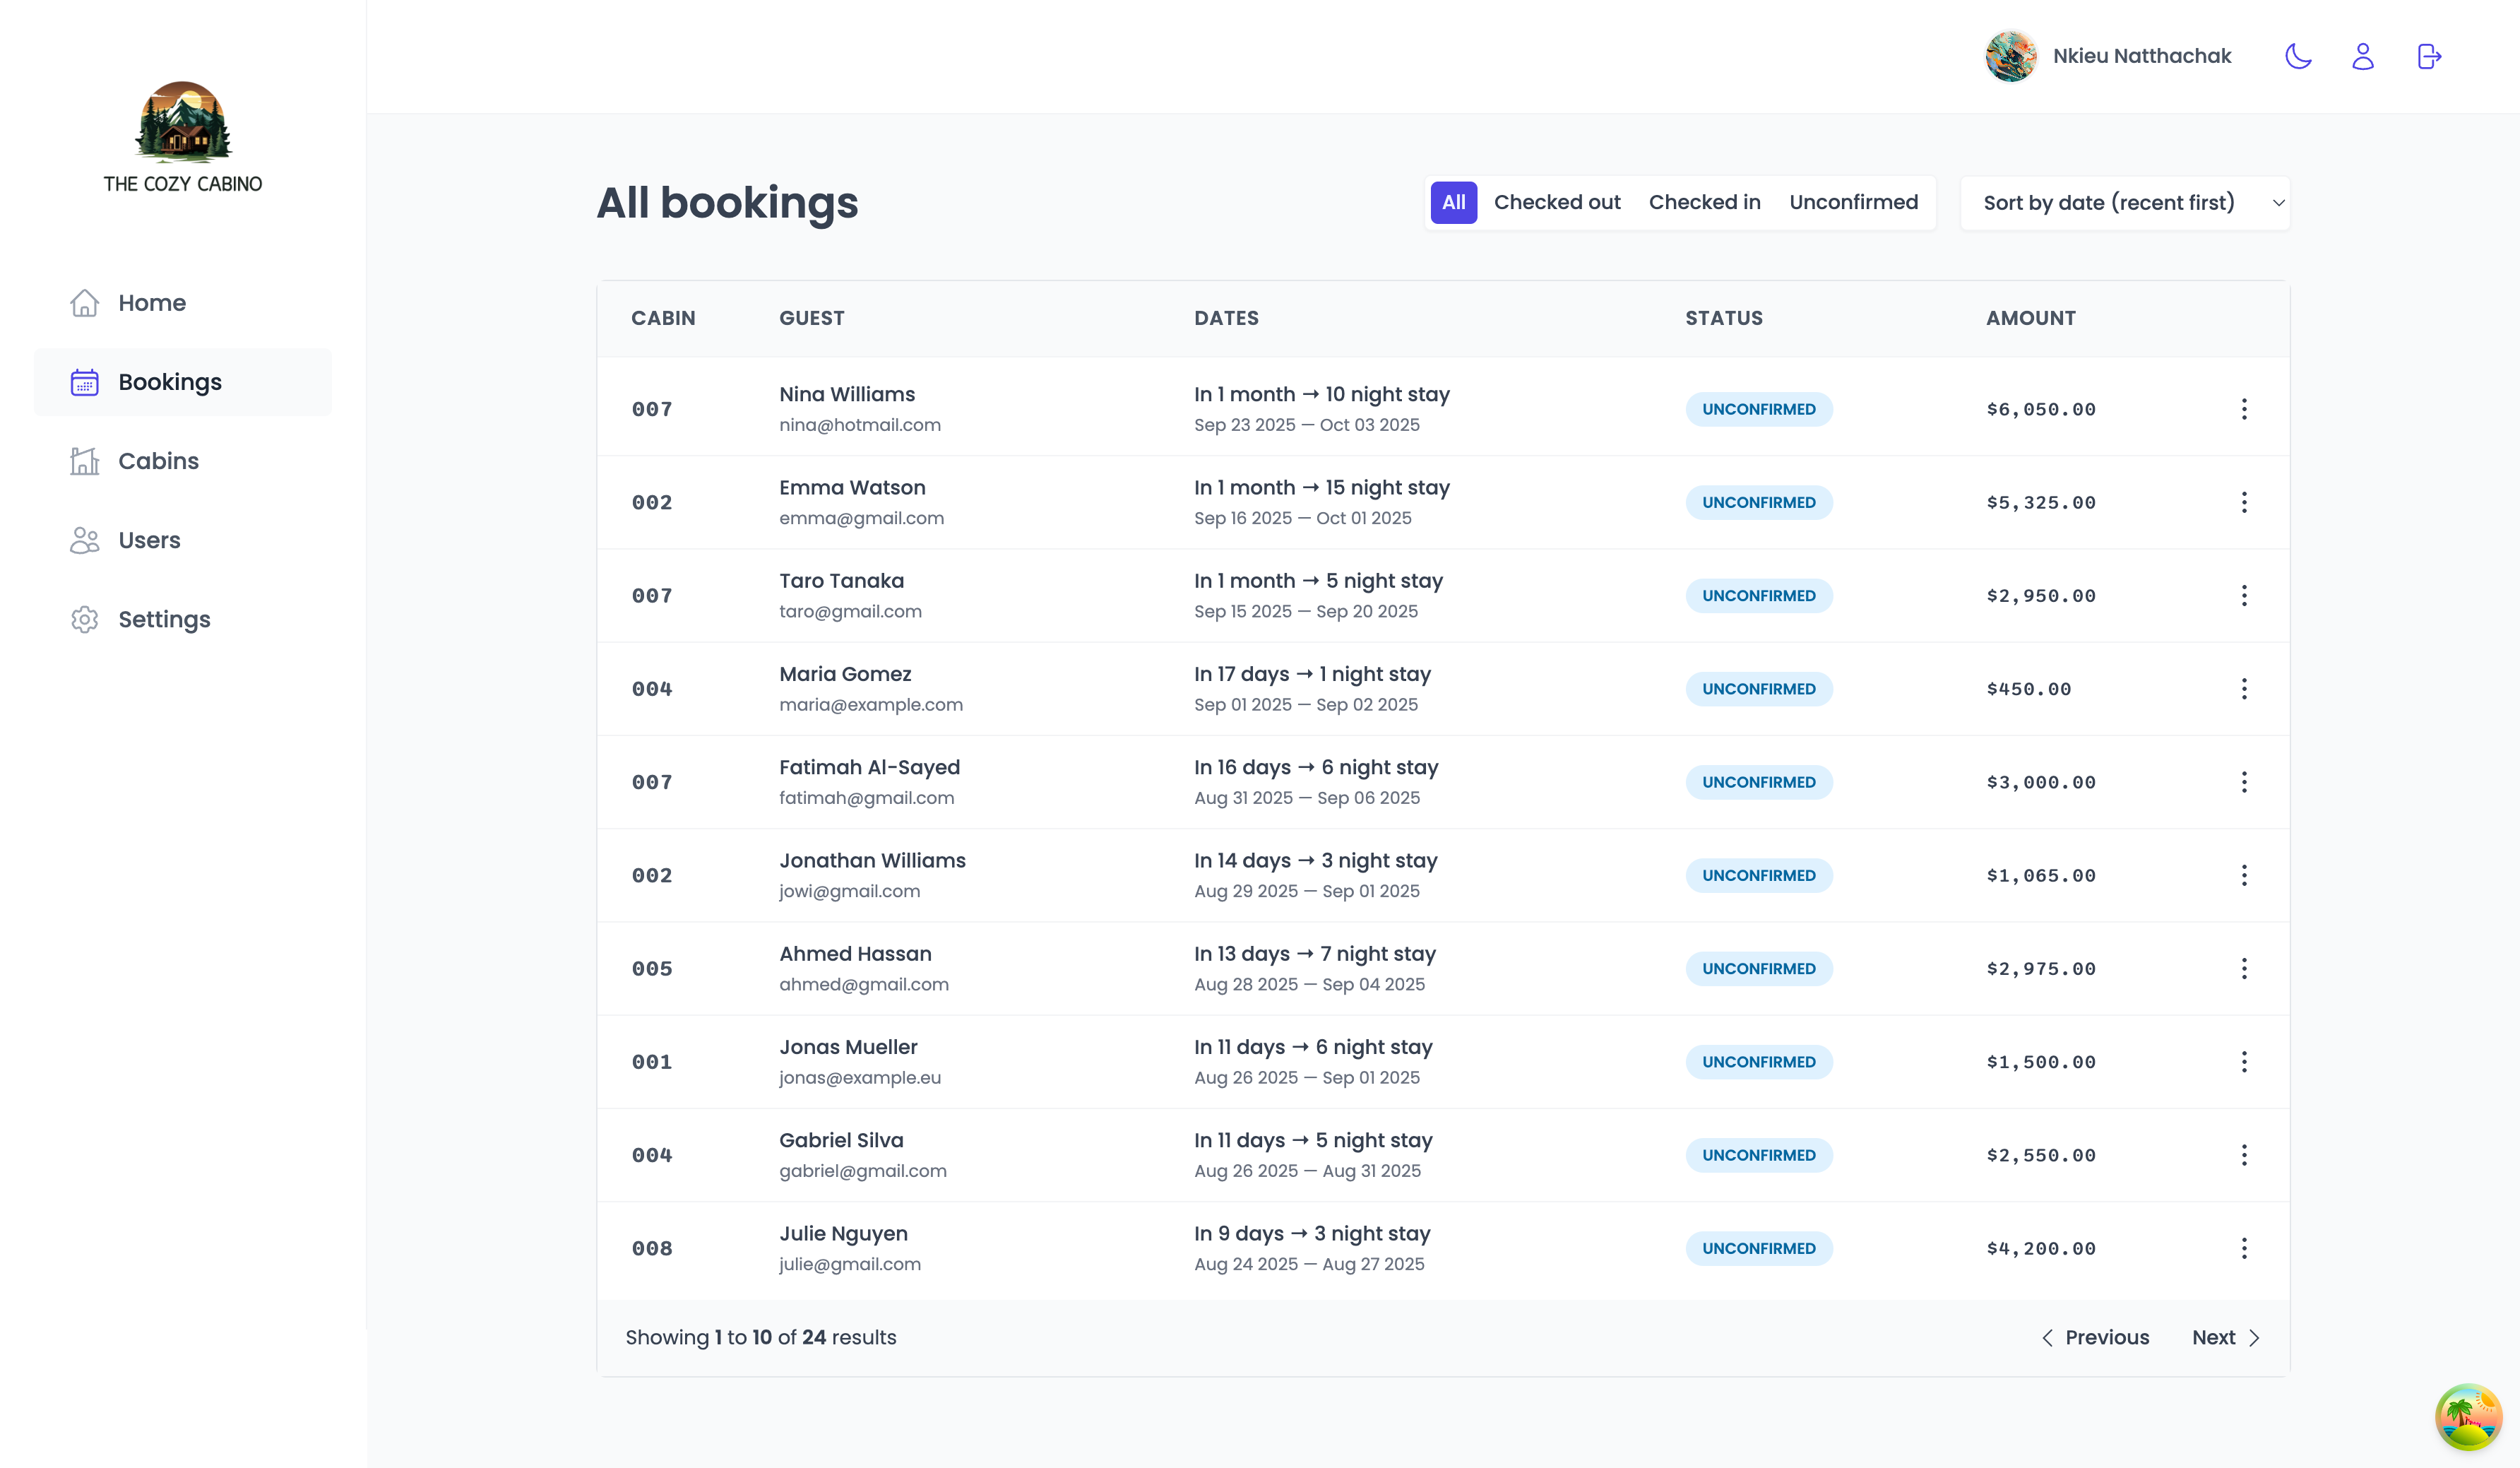 Nkieu Natthachak
THE COZY CABINO
Home
Bookings
Cabins
Users
Settings
All bookings
All Checked out Checked in Unconfirmed
Sort by date (recent first)
CABIN GUEST DATES STATUS AMOUNT
007 Nina Williams In 1 month → 10 night stay UNCONFIRMED $6,050.00
nina@hotmail.com Sep 23 2025 — Oct 03 2025
002 Emma Watson In 1 month → 15 night stay UNCONFIRMED $5,325.00
emma@gmail.com Sep 16 2025 — Oct 01 2025
007 Taro Tanaka In 1 month → 5 night stay UNCONFIRMED $2,950.00
taro@gmail.com Sep 15 2025 — Sep 20 2025
004 Maria Gomez In 17 days → 1 night stay UNCONFIRMED $450.00
maria@example.com Sep 01 2025 — Sep 02 2025
007 Fatimah Al-Sayed In 16 days → 6 night stay UNCONFIRMED $3,000.00
fatimah@gmail.com Aug 31 2025 — Sep 06 2025
002 Jonathan Williams In 14 days → 3 night stay UNCONFIRMED $1,065.00
jowi@gmail.com Aug 29 2025 — Sep 01 2025
005 Ahmed Hassan In 13 days → 7 night stay UNCONFIRMED $2,975.00
ahmed@gmail.com Aug 28 2025 — Sep 04 2025
001 Jonas Mueller In 11 days → 6 night stay UNCONFIRMED $1,500.00
jonas@example.eu Aug 26 2025 — Sep 01 2025
004 Gabriel Silva In 11 days → 5 night stay UNCONFIRMED $2,550.00
gabriel@gmail.com Aug 26 2025 — Aug 31 2025
008 Julie Nguyen In 9 days → 3 night stay UNCONFIRMED $4,200.00
julie@gmail.com Aug 24 2025 — Aug 27 2025
Showing 1 to 10 of 24 results
Previous Next